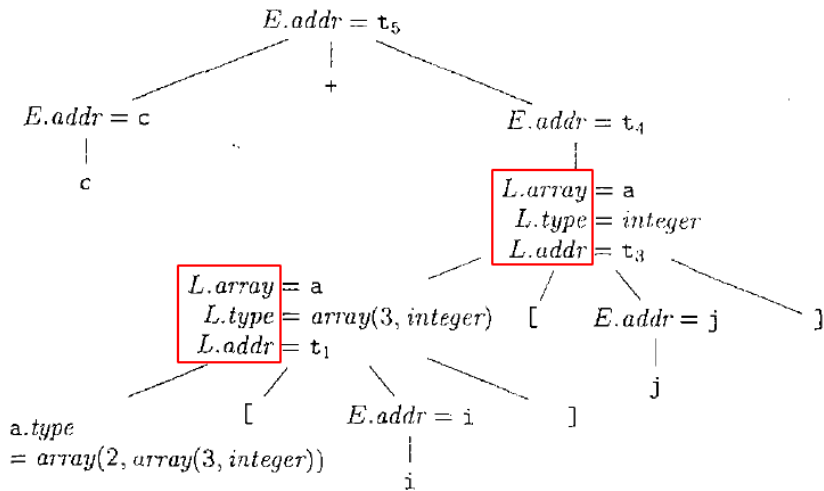 E.addr = t₅
+
E.addr = c
E.addr = t₄
c
L.array = a
L.type = integer
L.addr = t₃
L.array = a
L.type = array(3, integer)
L.addr = t₁
[
E.addr = j
]
j
a.type
= array(2, array(3, integer))
[
E.addr = i
]
i